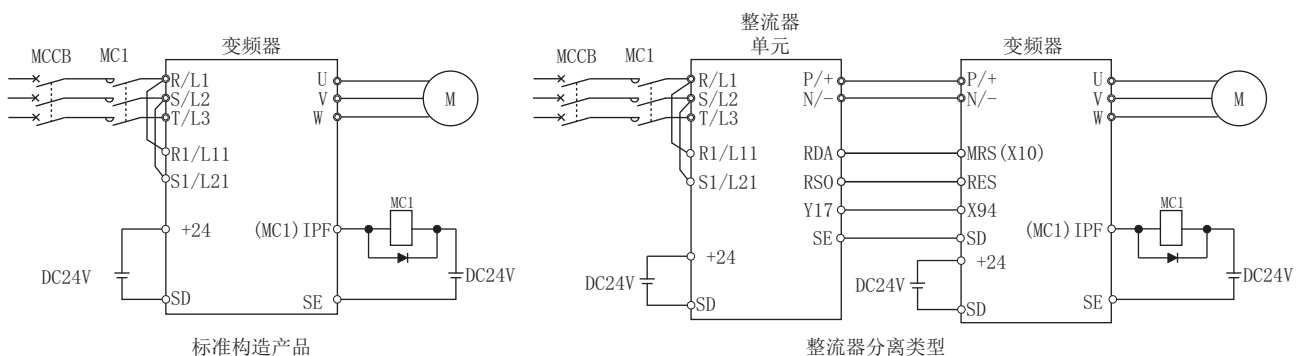 变频器
MCCB MC1
R/L1 U
S/L2 V M
T/L3 W
R1/L11
S1/L21
MC1
+24 (MC1)IPF
DC24V DC24V
SD SE
标准构造产品
整流器
单元 变频器
MCCB MC1
R/L1 P/+ P/+ U
S/L2 N/- N/- V M
T/L3 W
R1/L11 RDA MRS(X10)
S1/L21 RSO RES
MC1
Y17 X94
(MC1)IPF
SE SD
+24 +24
DC24V DC24V DC24V
SD SD SE
整流器分离类型